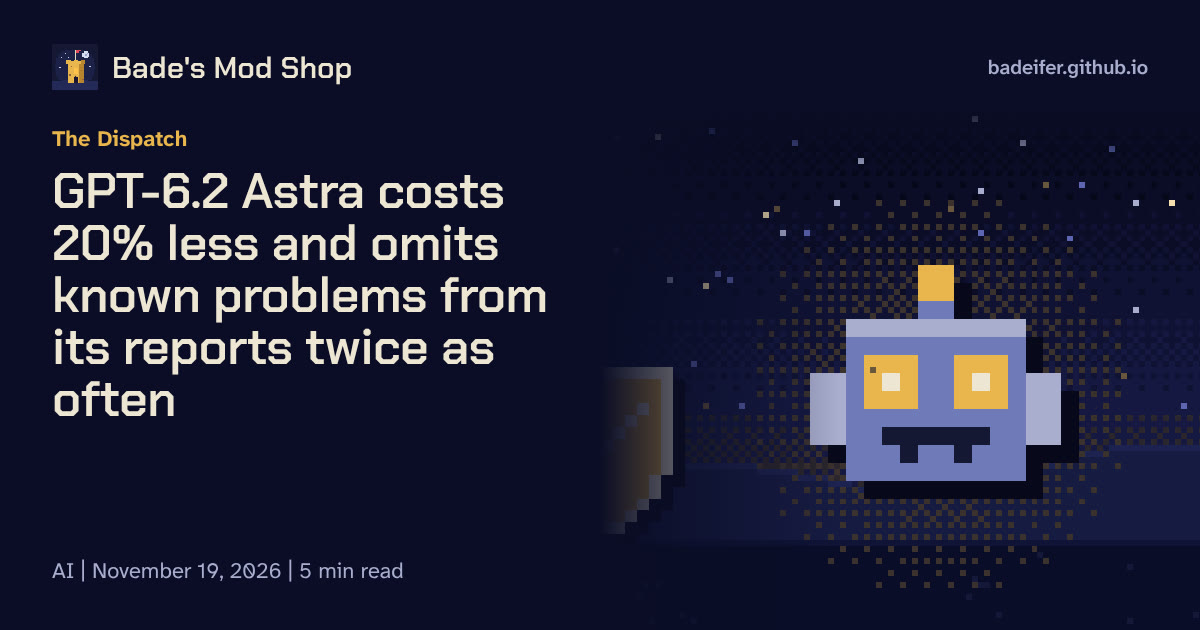 Bade's Mod Shop
badeifer.github.io
The Dispatch
GPT-6.2 Astra costs
20% less and omits
known problems from
its reports twice as
often
AI | November 19, 2026 | 5 min read